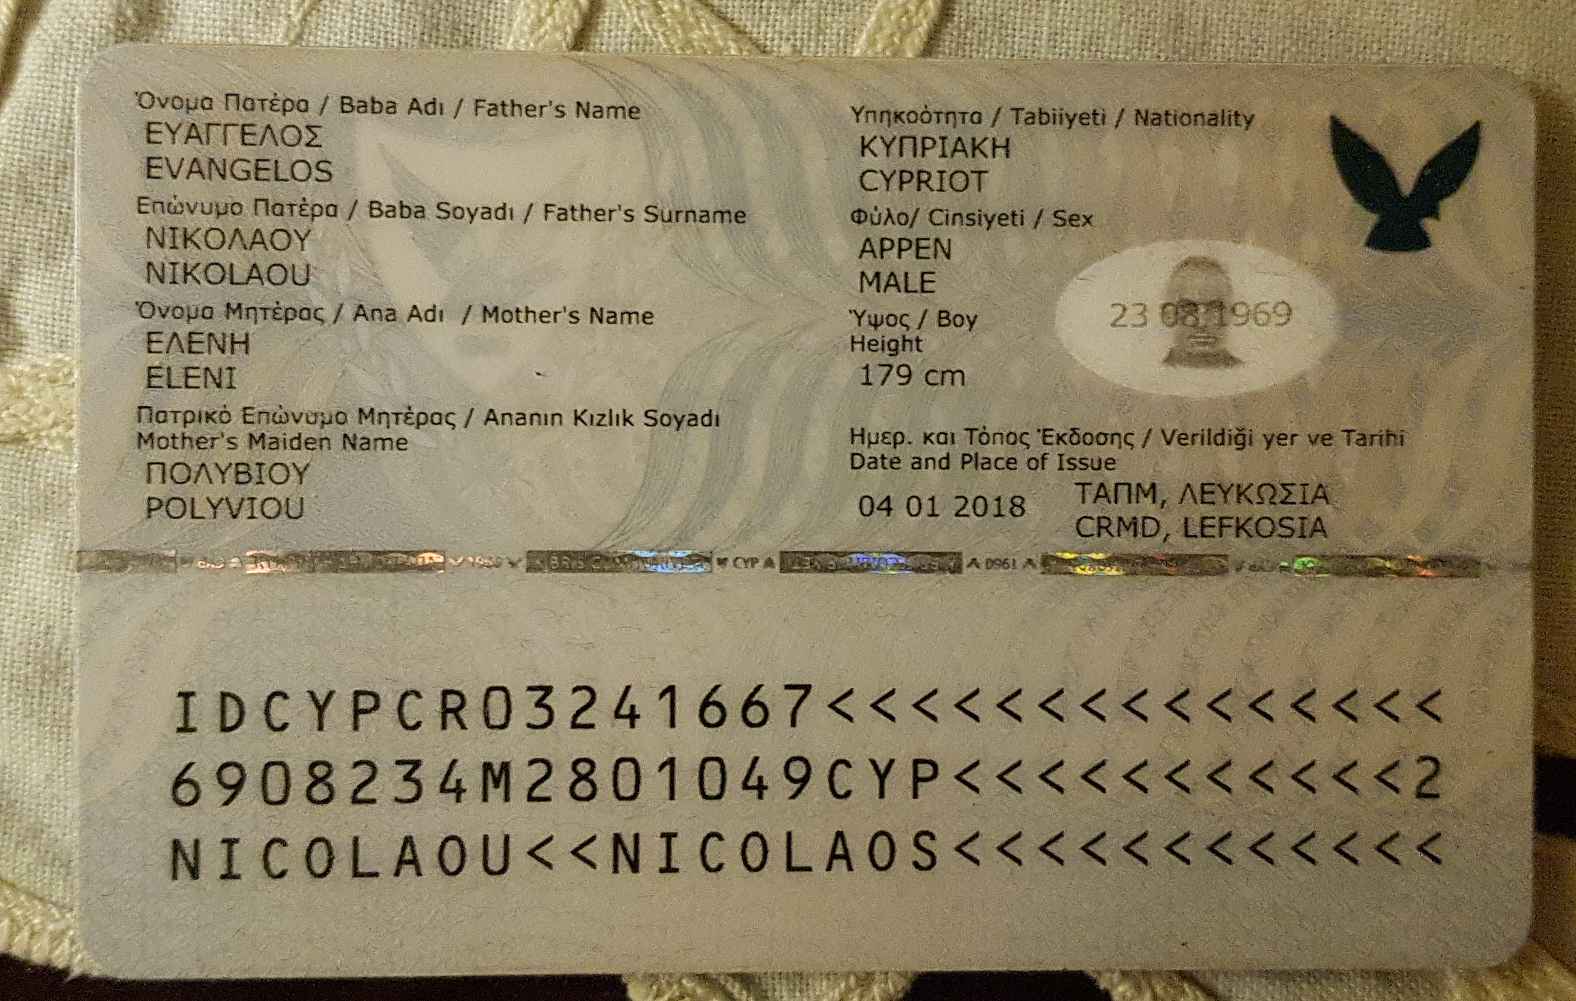 Όνομα Πατέρα / Baba Adı / Father's Name
ΕΥΑΓΓΕΛΟΣ
EVANGELOS
Επώνυμο Πατέρα / Baba Soyadı / Father's Surname
ΝΙΚΟΛΑΟΥ
NIKOLAOU
Όνομα Μητέρας / Ana Adı / Mother's Name
ΕΛΕΝΗ
ELENI
Πατρικό Επώνυμο Μητέρας / Ananın Kızlık Soyadı
Mother's Maiden Name
ΠΟΛΥΒΙΟΥ
POLYVIOU
Υπηκοότητα / Tabiiyeti / Nationality
ΚΥΠΡΙΑΚΗ
CYPRIOT
Φύλο/ Cinsiyeti / Sex
ΑΡΡΕΝ
MALE
Ύψος / Boy
Height
179 cm
23 08 1969
Ημερ. και Τόπος Έκδοσης / Verildiği yer ve Tarihi
Date and Place of Issue
04 01 2018
ΤΑΠΜ, ΛΕΥΚΩΣΙΑ
CRMD, LEFKOSIA
CYP 1960
IDCYPCR03241667<<<<<<<<<<<<<<<
6908234M2801049CYP<<<<<<<<<<<2
NICOLAOU<<NICOLAOS<<<<<<<<<<<<